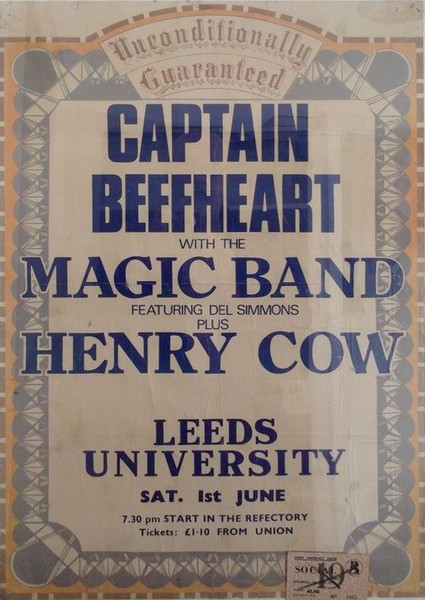 Unconditionally
Guaranteed
CAPTAIN
BEEFHEART
WITH THE
MAGIC BAND
FEATURING DEL SIMMONS
PLUS
HENRY COW
LEEDS
UNIVERSITY
SAT. 1st JUNE
7.30 pm START IN THE REFECTORY
Tickets: £1·10 FROM UNION
SOCIAL